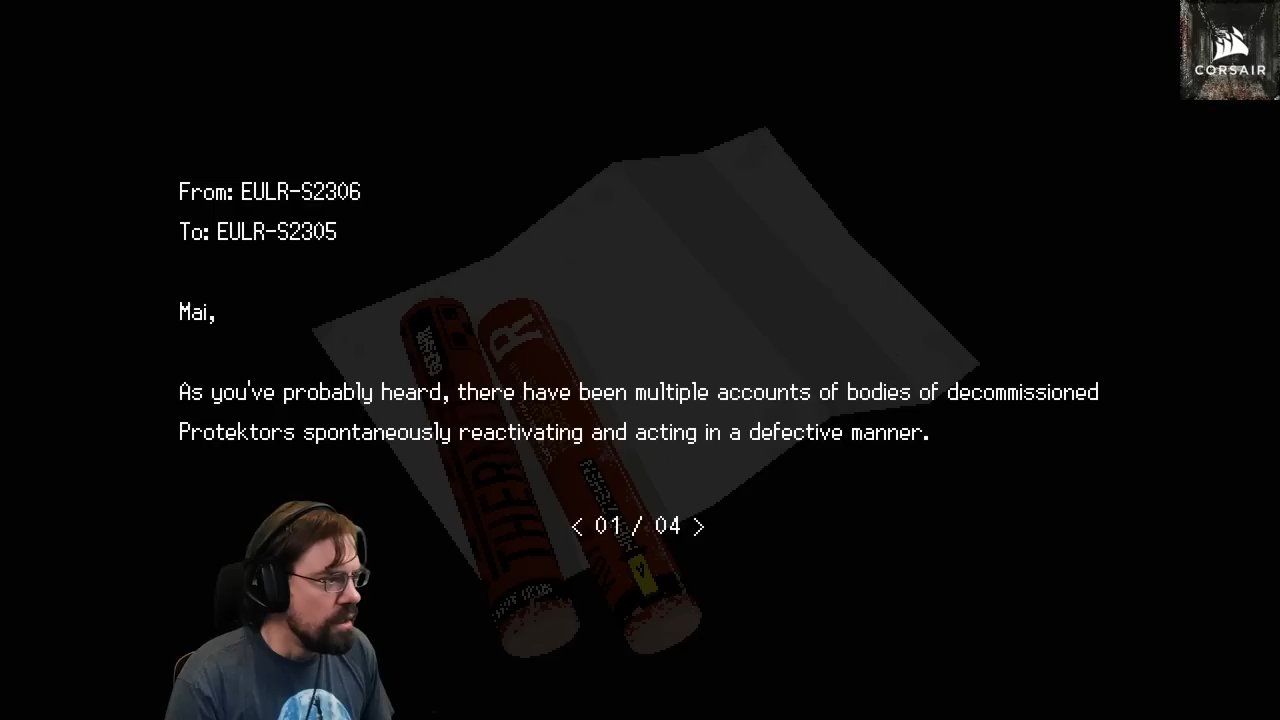 CORSAIR
From: EULR-S2306
To: EULR-S2305
Mai,
As you've probably heard, there have been multiple accounts of bodies of decommissioned
Protektors spontaneously reactivating and acting in a defective manner.
< 01 / 04 >
R